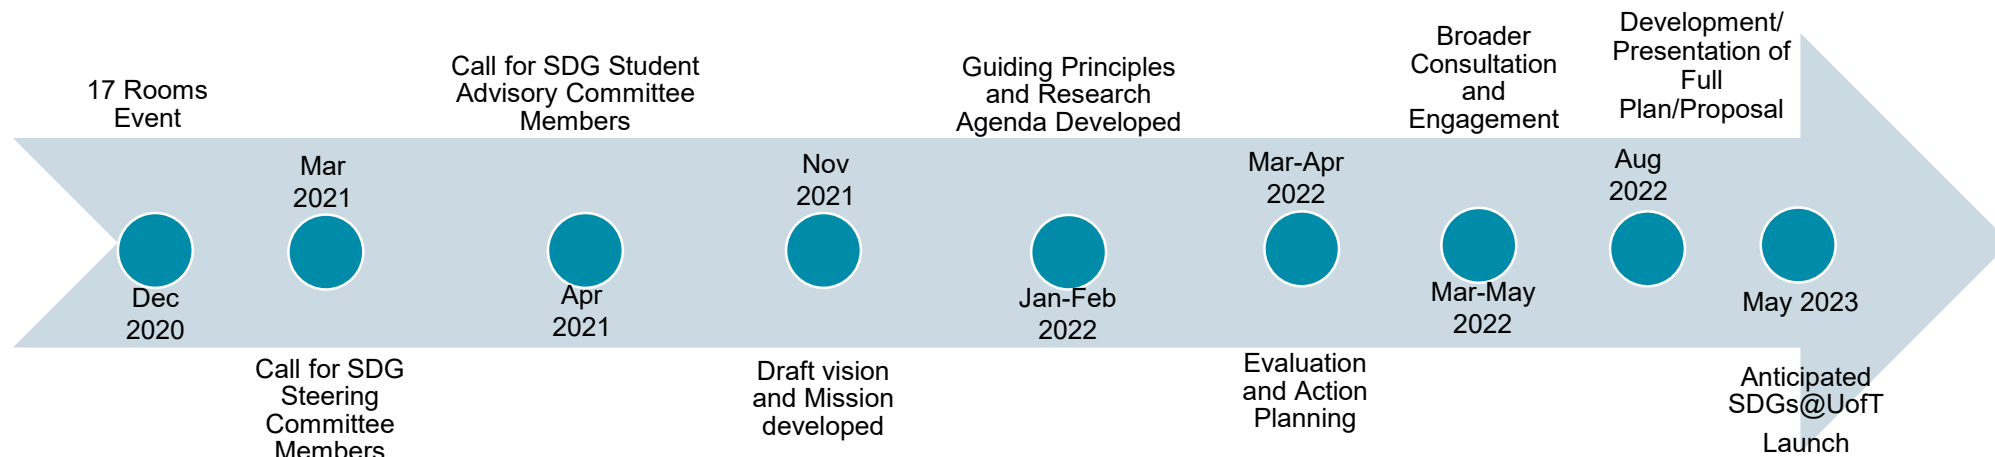 17 Rooms
Event
Dec
2020
Mar
2021
Call for SDG
Steering
Committee
Members
Call for SDG Student
Advisory Committee
Members
Apr
2021
Nov
2021
Draft vision
and Mission
developed
Guiding Principles
and Research
Agenda Developed
Jan-Feb
2022
Mar-Apr
2022
Evaluation
and Action
Planning
Broader
Consultation
and
Engagement
Mar-May
2022
Development/
Presentation of
Full
Plan/Proposal
Aug
2022
May 2023
Anticipated
SDGs@UofT
Launch